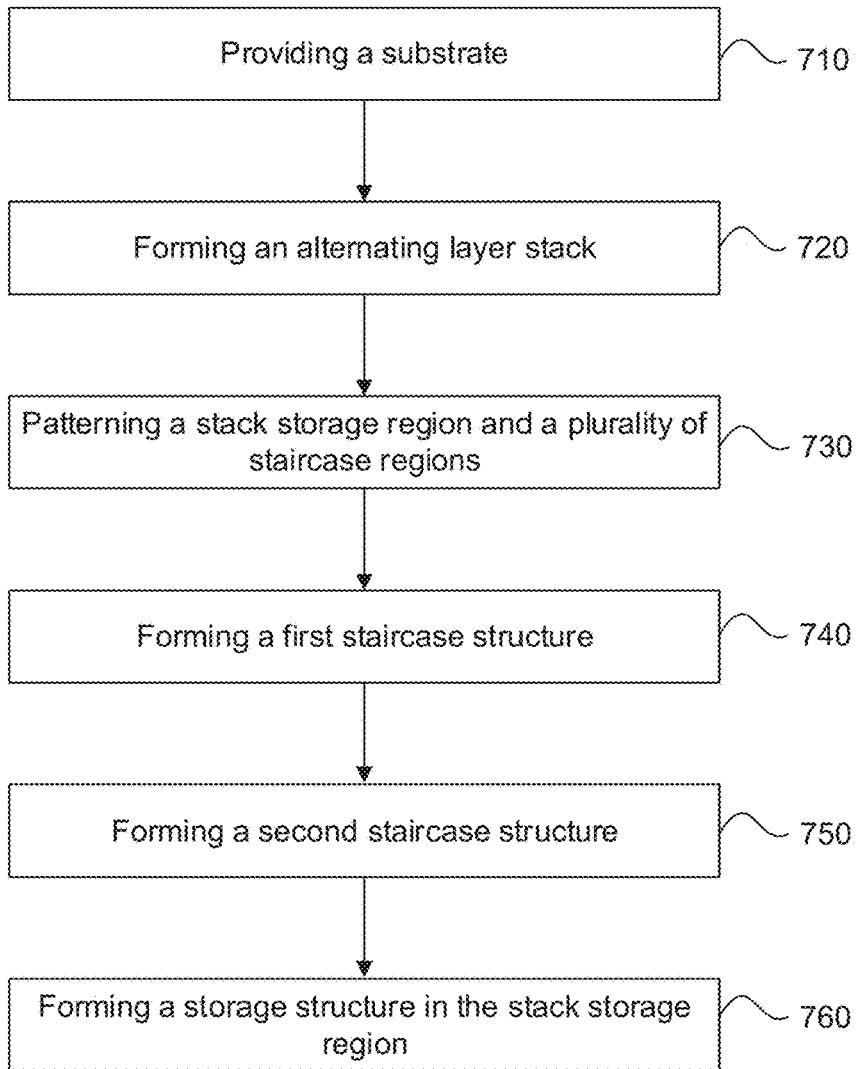 Providing a substrate
710
Forming an alternating layer stack
720
Patterning a stack storage region and a plurality of
staircase regions
730
Forming a first staircase structure
740
Forming a second staircase structure
750
Forming a storage structure in the stack storage
region
760